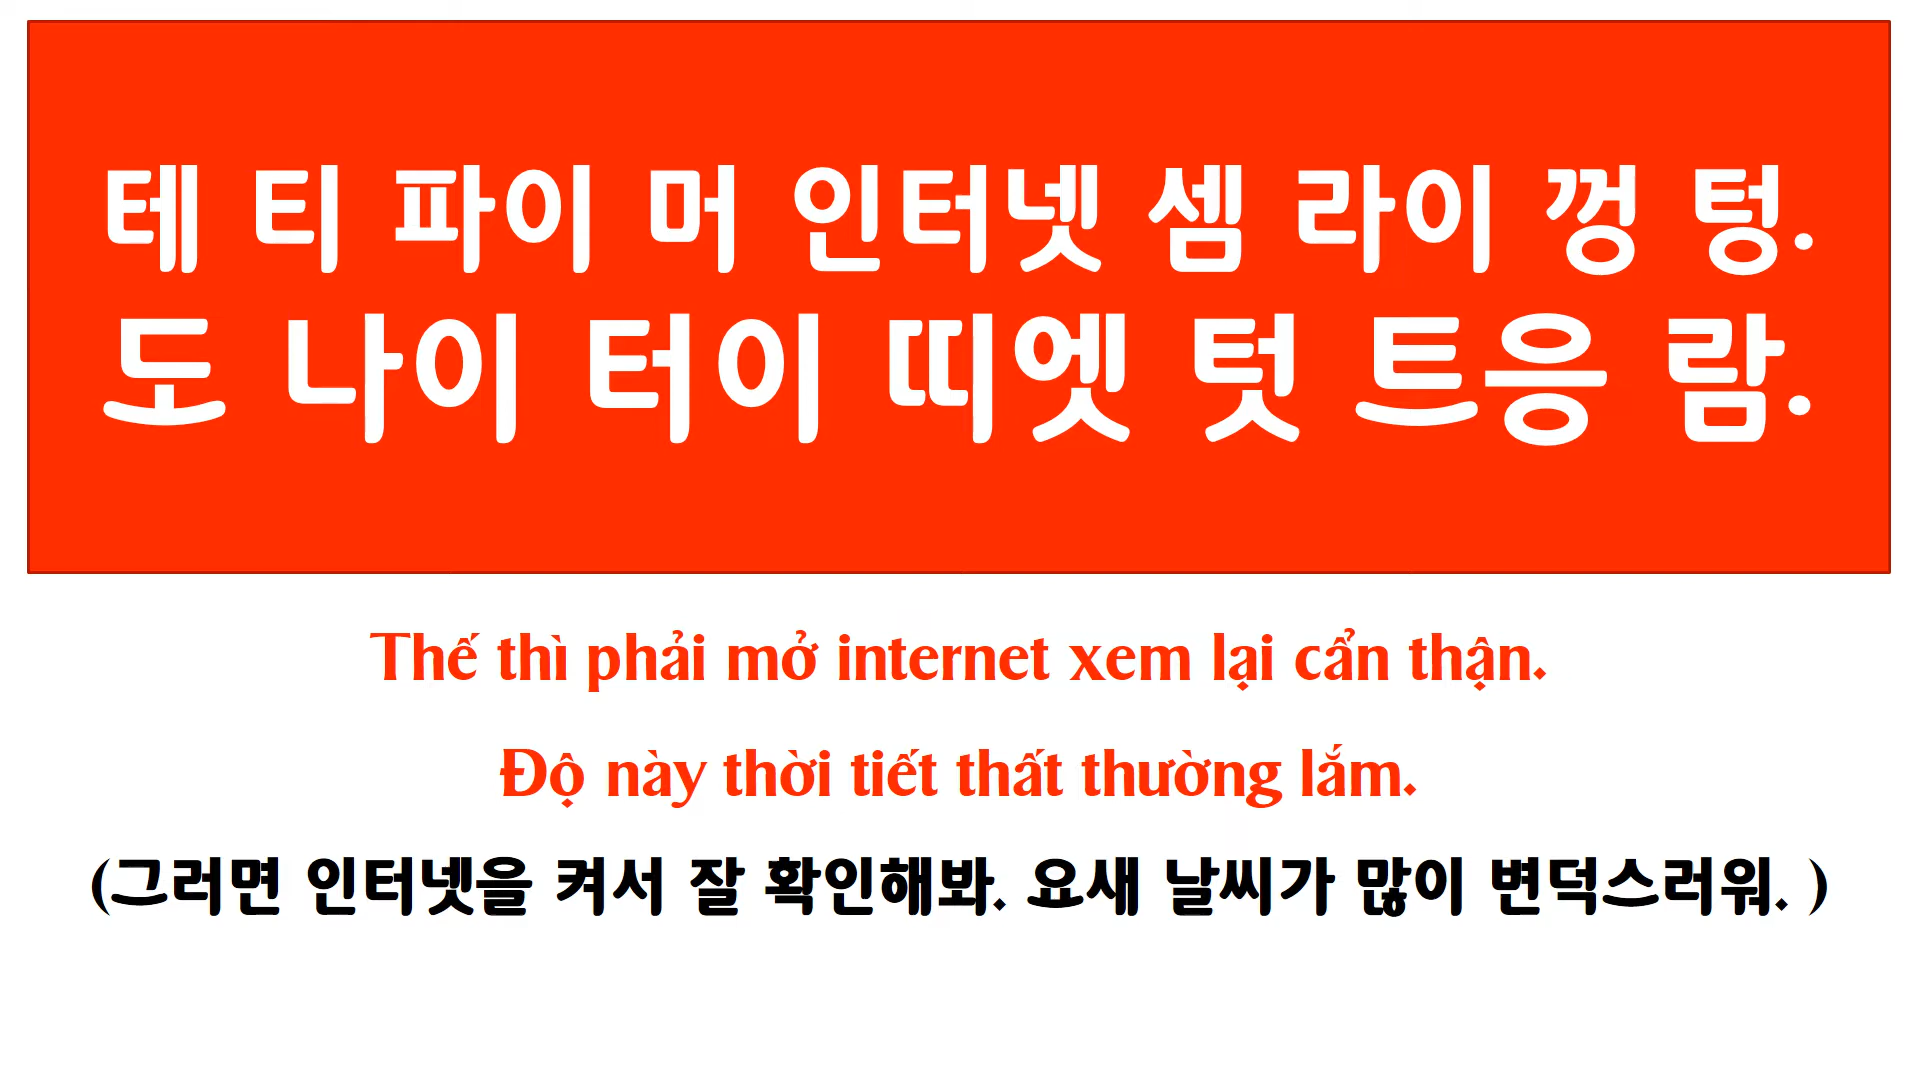 테 티 파이 머 인터넷 셈 라이 껑 텅.
도 나이 터이 띠엣 텃 트응 람.
Thế thì phải mở internet xem lại cẩn thận.
Độ này thời tiết thất thường lắm.
(그러면 인터넷을 켜서 잘 확인해봐. 요새 날씨가 많이 변덕스러워. )